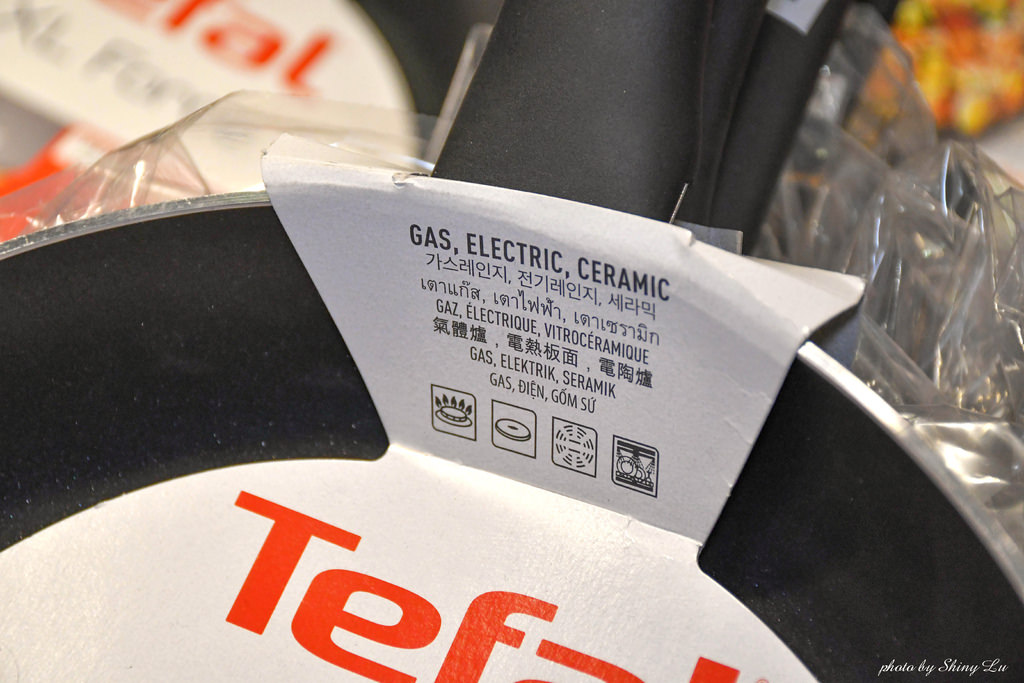 efal
XL For
GAS, ELECTRIC, CERAMIC
가스레인지, 전기레인지, 세라믹
เตาแก๊ส, เตาไฟฟ้า, เตาเซรามิก
GAZ, ÉLECTRIQUE, VITROCÉRAMIQUE
氣體爐，電熱板面，電陶爐
GAS, ELEKTRIK, SERAMIK
GAS, ĐIỆN, GỐM SỨ
Tefal
photo by Shiny Lu